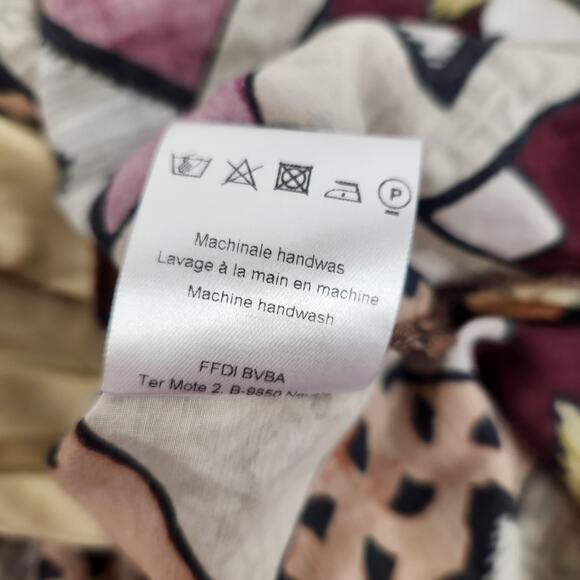 P
Machinale handwas
Lavage à la main en machine
Machine handwash
FFDI BVBA
Ter Mote 2, B-9850